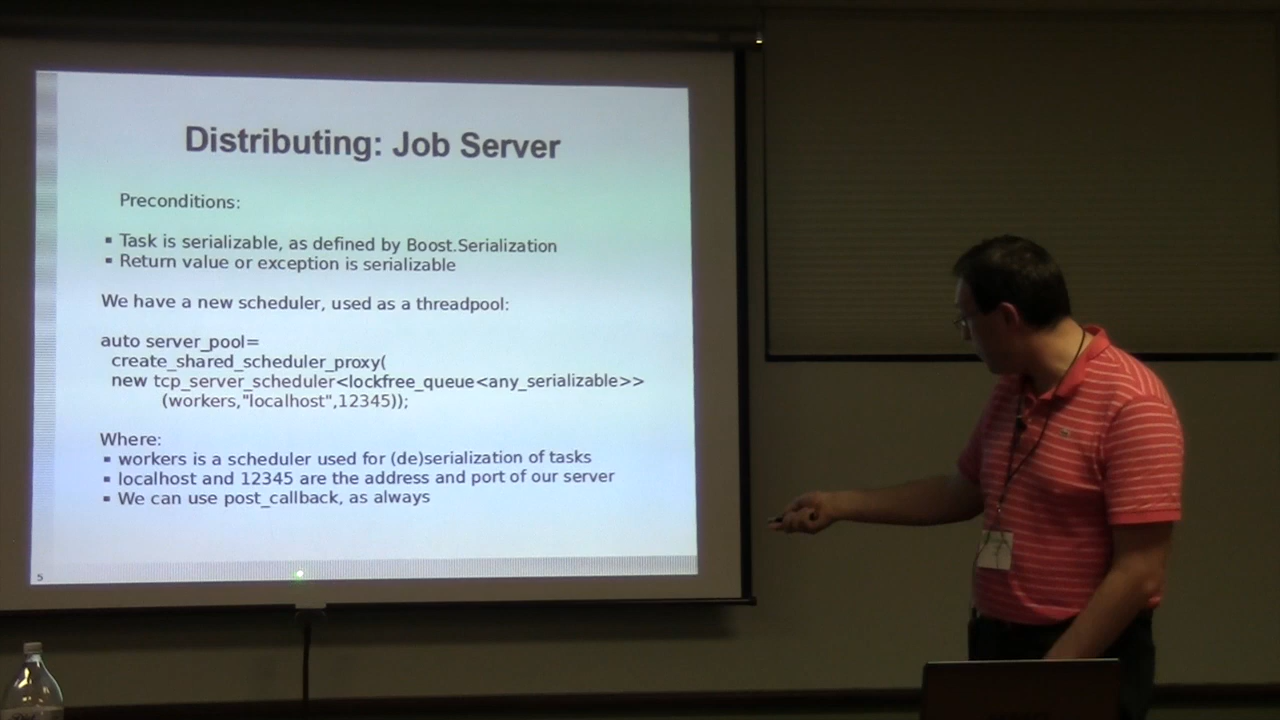 Distributing: Job Server
Preconditions:
▪ Task is serializable, as defined by Boost.Serialization
▪ Return value or exception is serializable
We have a new scheduler, used as a threadpool:
auto server_pool=
create_shared_scheduler_proxy(
new tcp_server_scheduler<lockfree_queue<any_serializable>>
(workers,"localhost",12345));
Where:
▪ workers is a scheduler used for (de)serialization of tasks
▪ localhost and 12345 are the address and port of our server
▪ We can use post_callback, as always
5